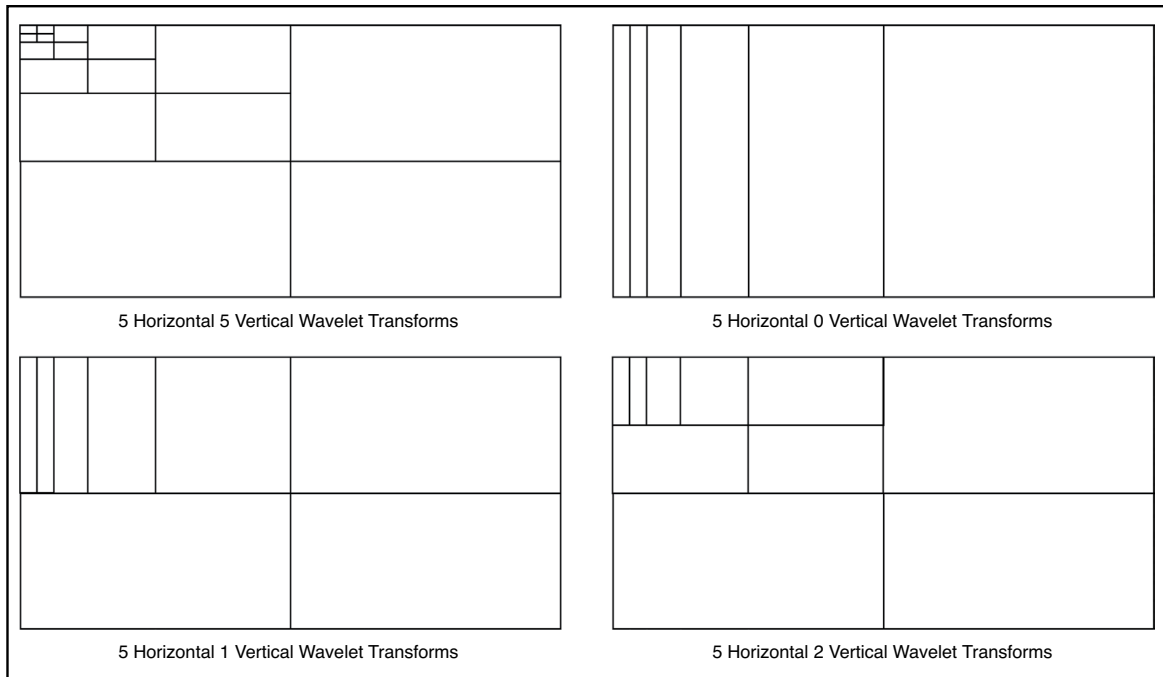 5 Horizontal 5 Vertical Wavelet Transforms
5 Horizontal 0 Vertical Wavelet Transforms
5 Horizontal 1 Vertical Wavelet Transforms
5 Horizontal 2 Vertical Wavelet Transforms